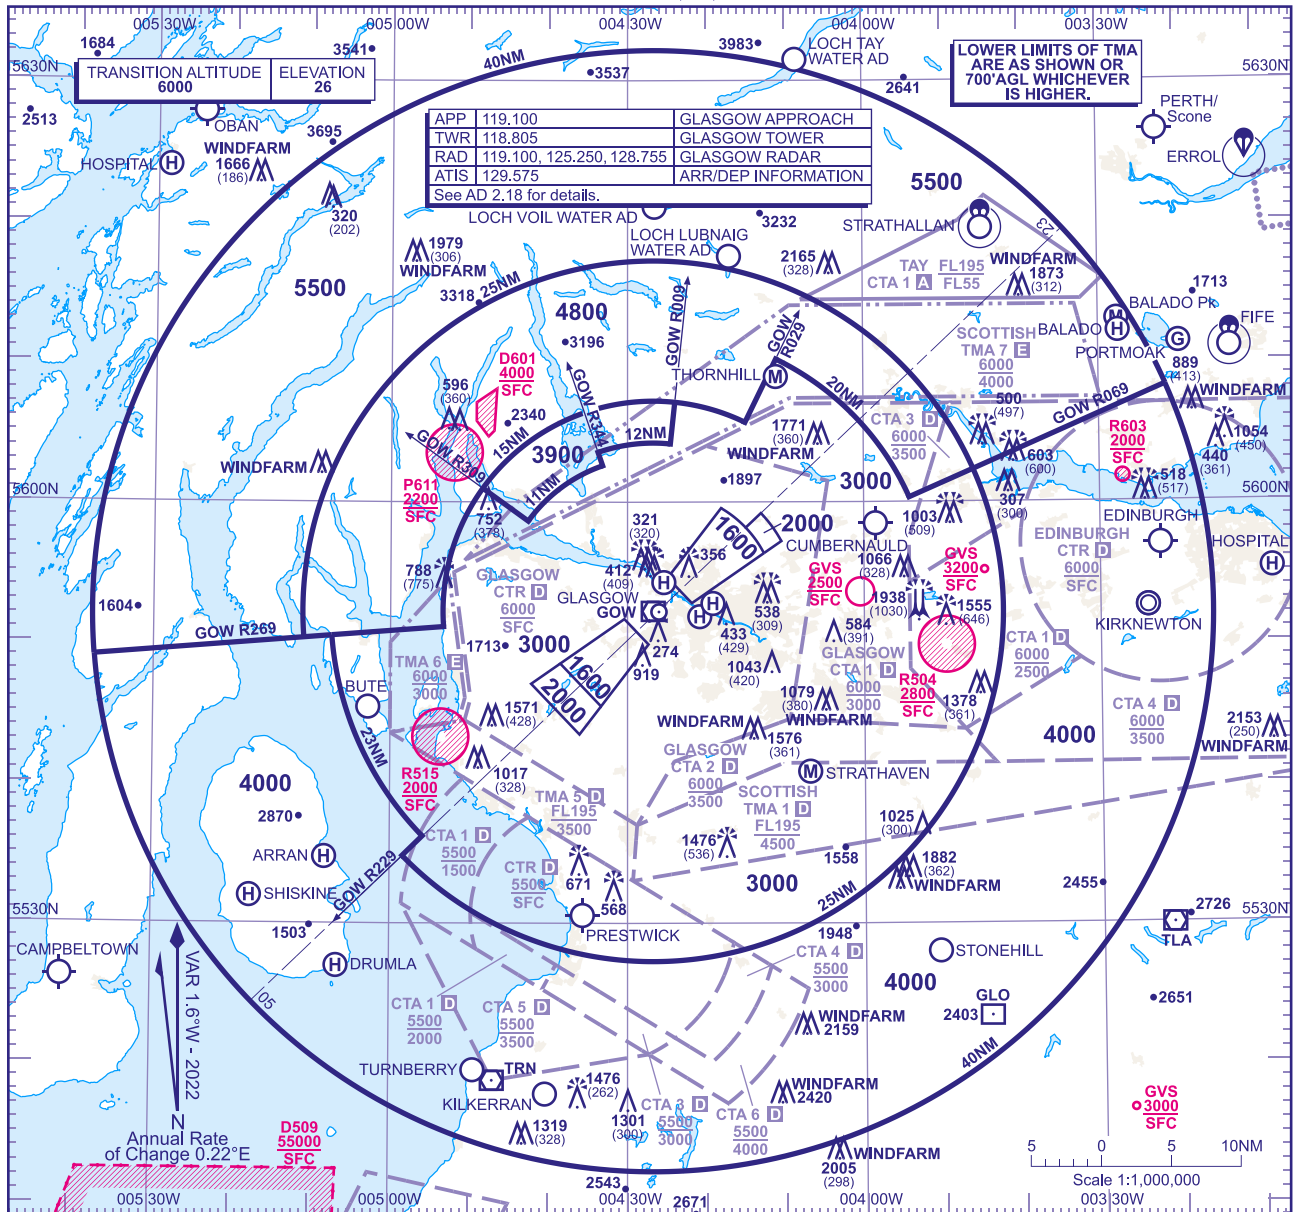 005 30W
005 00W
004 30W
004 00W
003 30W
5630N
5630N
1684
3541
40NM
3983
LOCH TAY
WATER AD
LOWER LIMITS OF TMA
ARE AS SHOWN OR
700'AGL WHICHEVER
IS HIGHER.
TRANSITION ALTITUDE
6000
ELEVATION
26
3537
2641
2513
OBAN
3695
APP 119.100 GLASGOW APPROACH
TWR 118.805 GLASGOW TOWER
RAD 119.100, 125.250, 128.755 GLASGOW RADAR
ATIS 129.575 ARR/DEP INFORMATION
See AD 2.18 for details.
PERTH/
Scone
ERROL
HOSPITAL H
WINDFARM
1666
(186)
320
(202)
5500
LOCH VOIL WATER AD
3232
STRATHALLAN
23
LOCH LUBNAIG
WATER AD
1979
(306)
WINDFARM
2165
(328)
TAY
CTA 1 A
FL195
FL55
WINDFARM
1873
(312)
1713
5500
3318
25NM
4800
GOW R009
GOW
R029
SCOTTISH
TMA 7 E
6000
4000
BALADO Pk
M
BALADO H
FIFE
PORTMOAK G
3196
D601
4000
SFC
THORNHILL M
20NM
889
(413)
WINDFARM
596
(360)
2340
GOW R344
500
(497)
GOW R069
15NM
12NM
1771
(360)
WINDFARM
CTA 3 D
6000
3500
R603
2000
SFC
1054
(450)
440
(361)
WINDFARM
GOW R309
3900
603
(600)
P611
2200
SFC
11NM
1897
3000
307
(300)
518
(517)
5600N
5600N
752
(378)
321
(320)
1600
2000
1003
(509)
EDINBURGH
CUMBERNAULD
EDINBURGH
CTR D
6000
SFC
HOSPITAL
H
356
788
(775)
GLASGOW
CTR D
6000
SFC
412
(409)
H
GLASGOW
GOW
GVS
2500
SFC
1066
(328)
GVS
3200
SFC
1604
538
(309)
H
H
1938
(1030)
1555
(646)
KIRKNEWTON
GOW R269
433
(429)
584
(391)
3000
1713
274
GLASGOW
CTA 1 D
6000
3000
CTA 1 D
6000
2500
TMA 6 E
6000
3000
1600
2000
919
1043
(420)
R504
2800
SFC
BUTE
1378
(361)
1079
(380)
WINDFARM
CTA 4 D
6000
3500
1571
(428)
WINDFARM
1576
(361)
2153
(250)
WINDFARM
4000
23NM
GLASGOW
CTA 2 D
6000
3500
R515
2000
SFC
1017
(328)
M STRATHAVEN
4000
TMA 5 D
FL195
3500
SCOTTISH
TMA 1 D
FL195
4500
2870
CTA 1 D
5500
1500
1025
(300)
ARRAN H
1476
(536)
1558
1882
(362)
WINDFARM
GOW R229
CTR D
5500
SFC
671
3000
2455
H SHISKINE
568
25NM
5530N
5530N
1503
PRESTWICK
1948
2726
TLA
CAMPBELTOWN
H DRUMLA
CTA 4 D
5500
3000
STONEHILL
05
4000
2651
VAR 1.6°W - 2022
CTA 1 D
5500
2000
CTA 5 D
5500
3500
GLO
2403
WINDFARM
2159
40NM
TURNBERRY
TRN
1476
(262)
WINDFARM
2420
KILKERRAN
CTA 3 D
5500
3000
CTA 6 D
5500
4000
GVS
3000
SFC
N
Annual Rate
of Change 0.22°E
D509
55000
SFC
1319
(328)
1301
(300)
WINDFARM
2005
(298)
5 0 5 10NM
Scale 1:1,000,000
2543
2671
005 30W
005 00W
004 30W
004 00W
003 30W